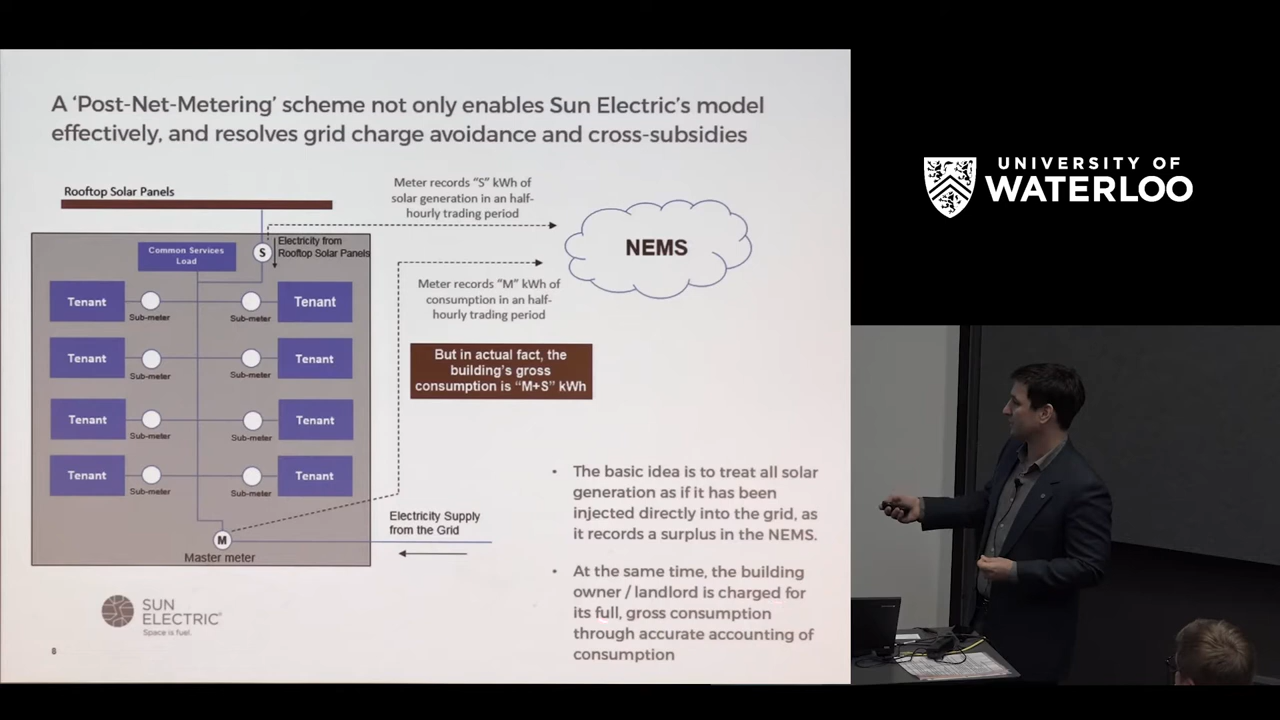 A 'Post-Net-Metering' scheme not only enables Sun Electric's model
effectively, and resolves grid charge avoidance and cross-subsidies
Rooftop Solar Panels
Meter records "S" kWh of
solar generation in an half-
hourly trading period
NEMS
Common Services
Load
S
Electricity from
Rooftop Solar Panels
Tenant
Sub-meter
Sub-meter
Tenant
Meter records "M" kWh of
consumption in an half-
hourly trading period
Tenant
Sub-meter
Sub-meter
Tenant
But in actual fact, the
building's gross
consumption is "M+S" kWh
Tenant
Sub-meter
Sub-meter
Tenant
Tenant
Sub-meter
Sub-meter
Tenant
M
Master meter
Electricity Supply
from the Grid
• The basic idea is to treat all solar
generation as if it has been
injected directly into the grid, as
it records a surplus in the NEMS.
• At the same time, the building
owner / landlord is charged for
its full, gross consumption
through accurate accounting of
consumption
SUN
ELECTRIC
Space is fuel.
6
UNIVERSITY OF
WATERLOO